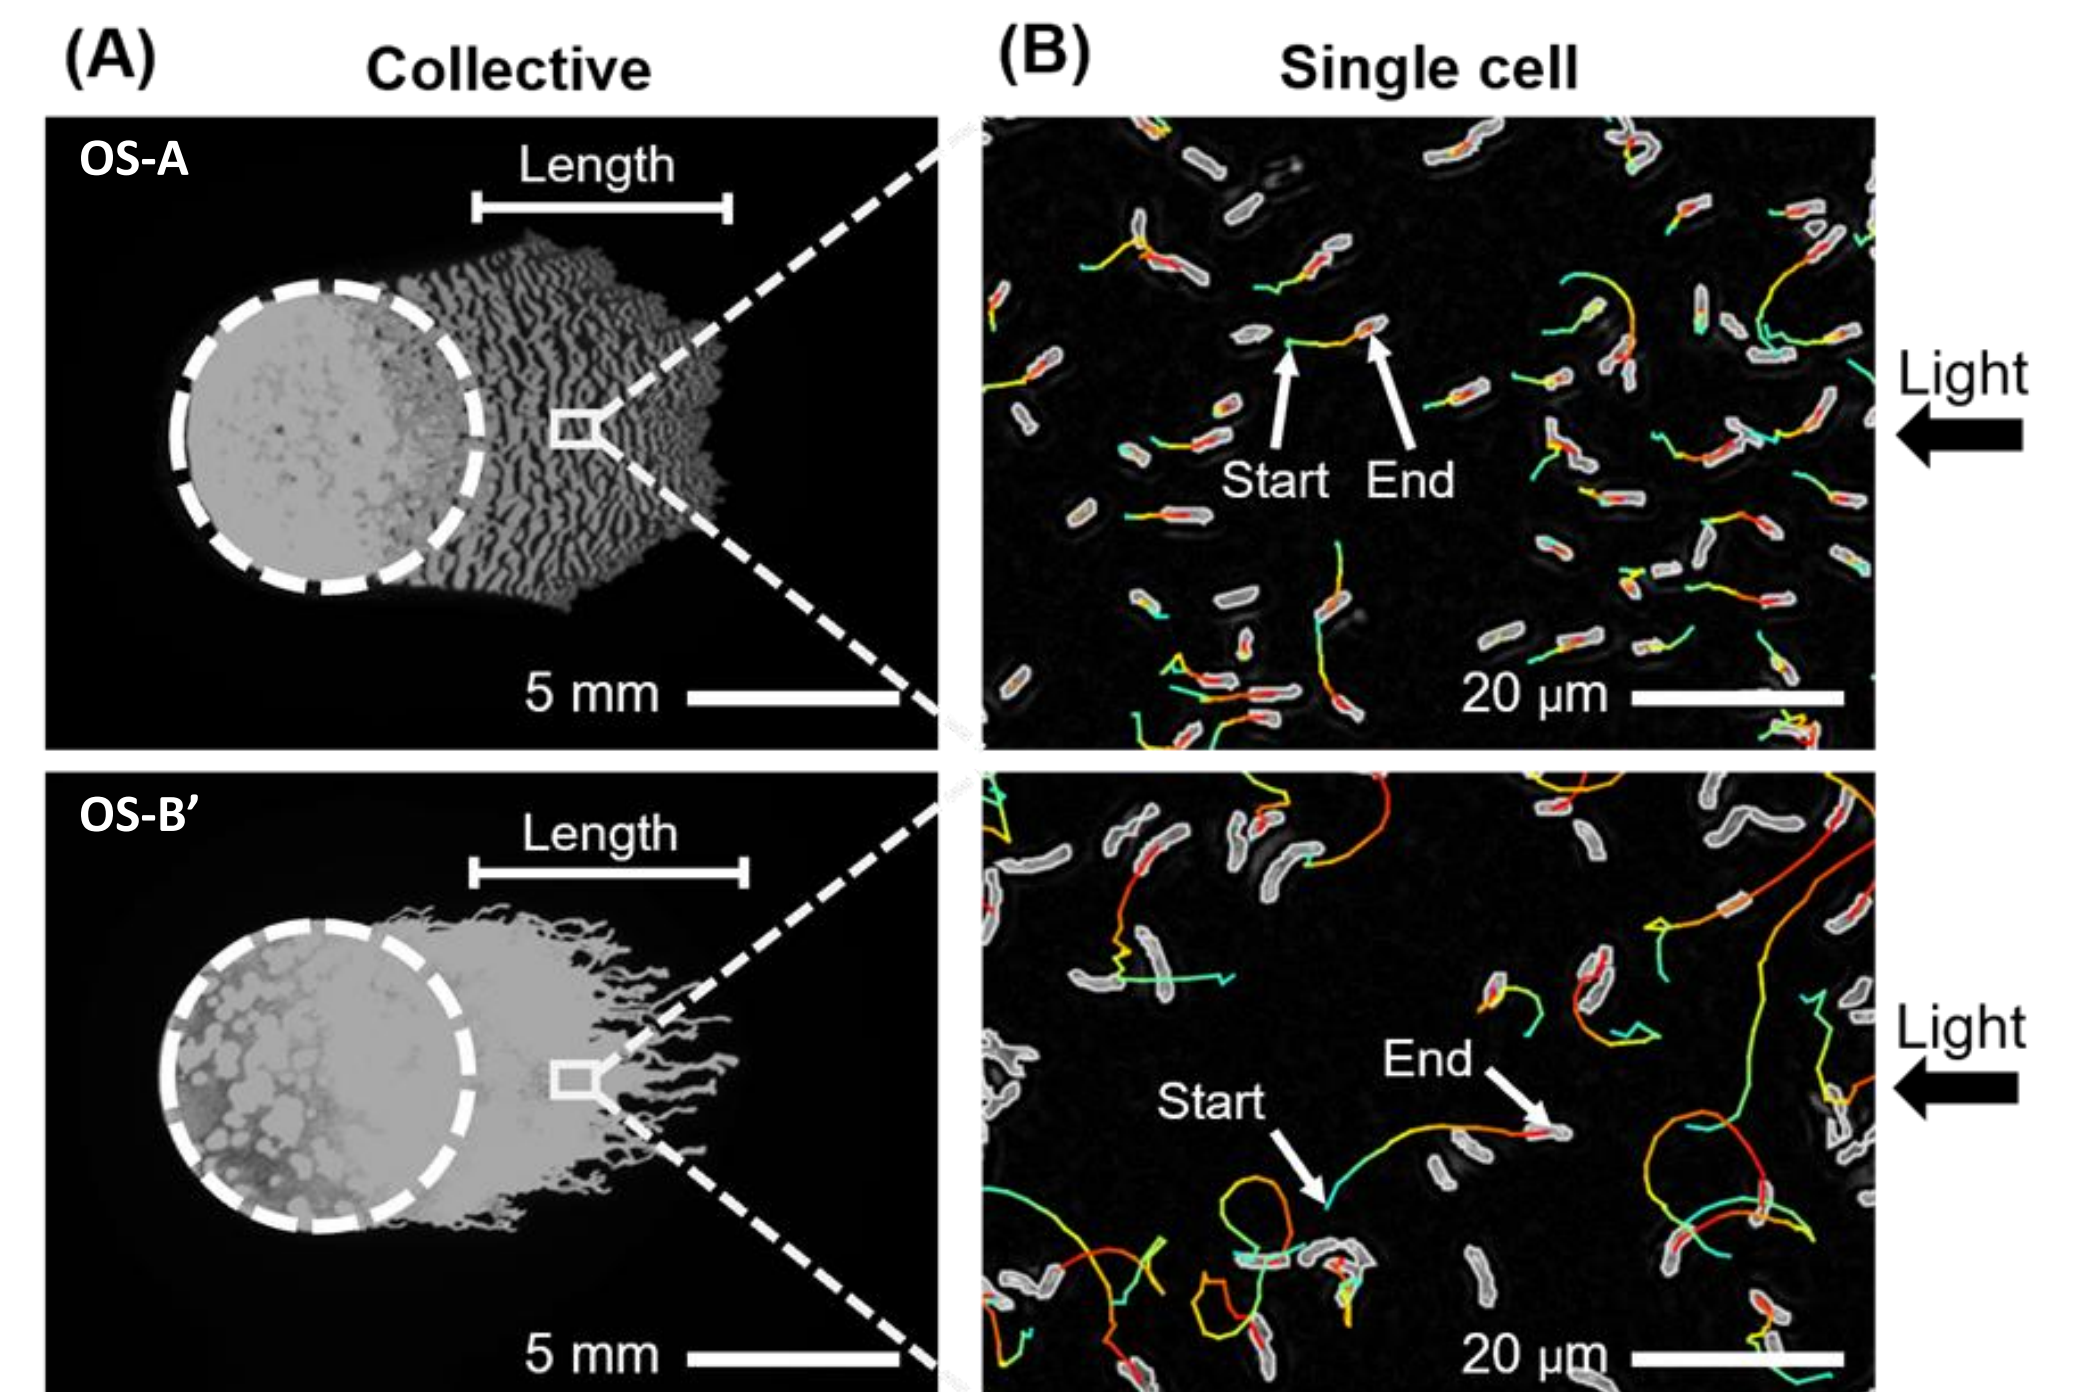 (A)
Collective
(B)
Single cell
OS-A
Length
5 mm
Start
End
20 µm
Light
OS-B’
Length
5 mm
Start
End
20 µm
Light